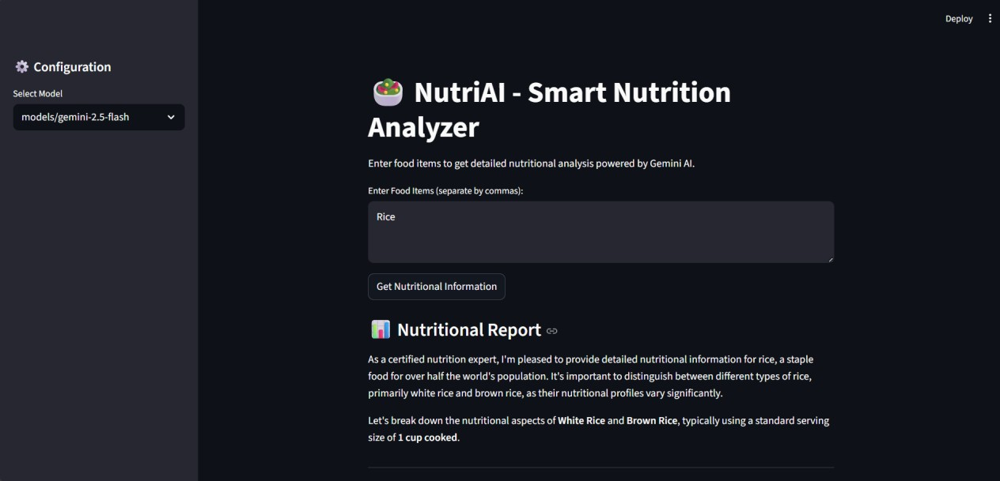 Deploy
Configuration
Select Model
models/gemini-2.5-flash
NutriAI - Smart Nutrition
Analyzer
Enter food items to get detailed nutritional analysis powered by Gemini AI.
Enter Food Items (separate by commas):
Rice
Get Nutritional Information
Nutritional Report
As a certified nutrition expert, I'm pleased to provide detailed nutritional information for rice, a staple
food for over half the world's population. It's important to distinguish between different types of rice,
primarily white rice and brown rice, as their nutritional profiles vary significantly.
Let's break down the nutritional aspects of White Rice and Brown Rice, typically using a standard serving
size of 1 cup cooked.